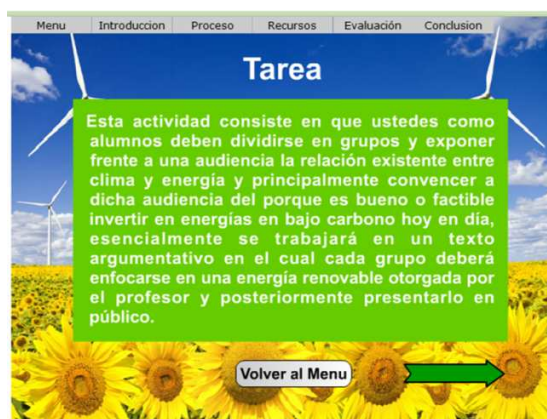 Menu Introduccion Proceso Recursos Evaluación Conclusion
Tarea
Esta actividad consiste en que ustedes como
alumnos deben dividirse en grupos y exponer
frente a una audiencia la relación existente entre
clima y energía y principalmente convencer a
dicha audiencia del porque es bueno o factible
invertir en energías en bajo carbono hoy en día,
esencialmente se trabajará en un texto
argumentativo en el cual cada grupo deberá
enfocarse en una energía renovable otorgada por
el profesor y posteriormente presentarlo en
público.
Volver al Menu